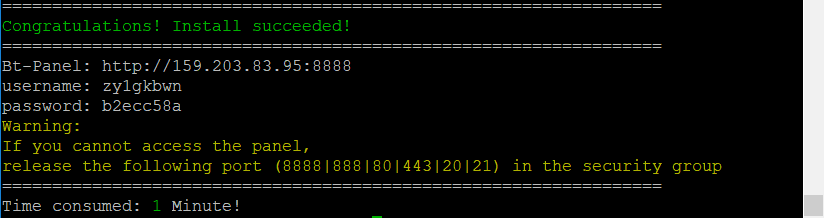 ==================================================================
Congratulations! Install succeeded!
==================================================================
Bt-Panel: http://159.203.83.95:8888
username: zy1gkbwn
password: b2ecc58a
Warning:
If you cannot access the panel,
release the following port (8888|888|80|443|20|21) in the security group
==================================================================
Time consumed: 1 Minute!